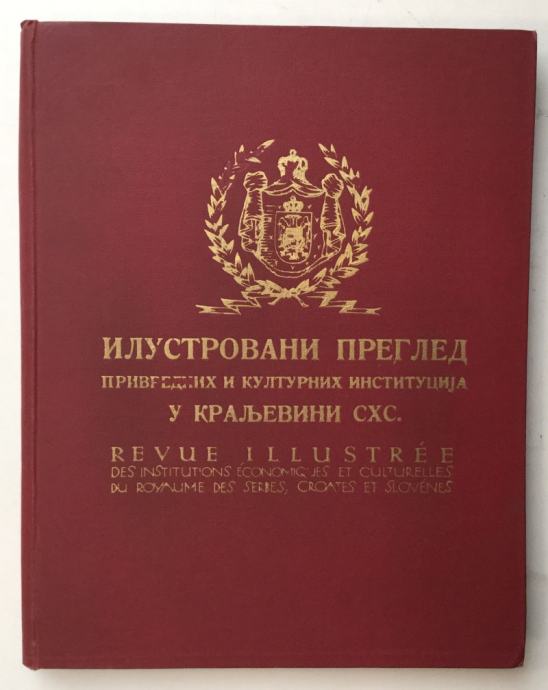 ИЛУСТРОВАНИ ПРЕГЛЕД
ПРИВРЕДНИХ И КУЛТУРНИХ ИНСТИТУЦИЈА
У КРАЉЕВИНИ СХС.
REVUE ILLUSTRÉE
DES INSTITUTIONS ÉCONOMIQUES ET CULTURELLES
DU ROYAUME DES SERBES, CROATES ET SLOVÉNES